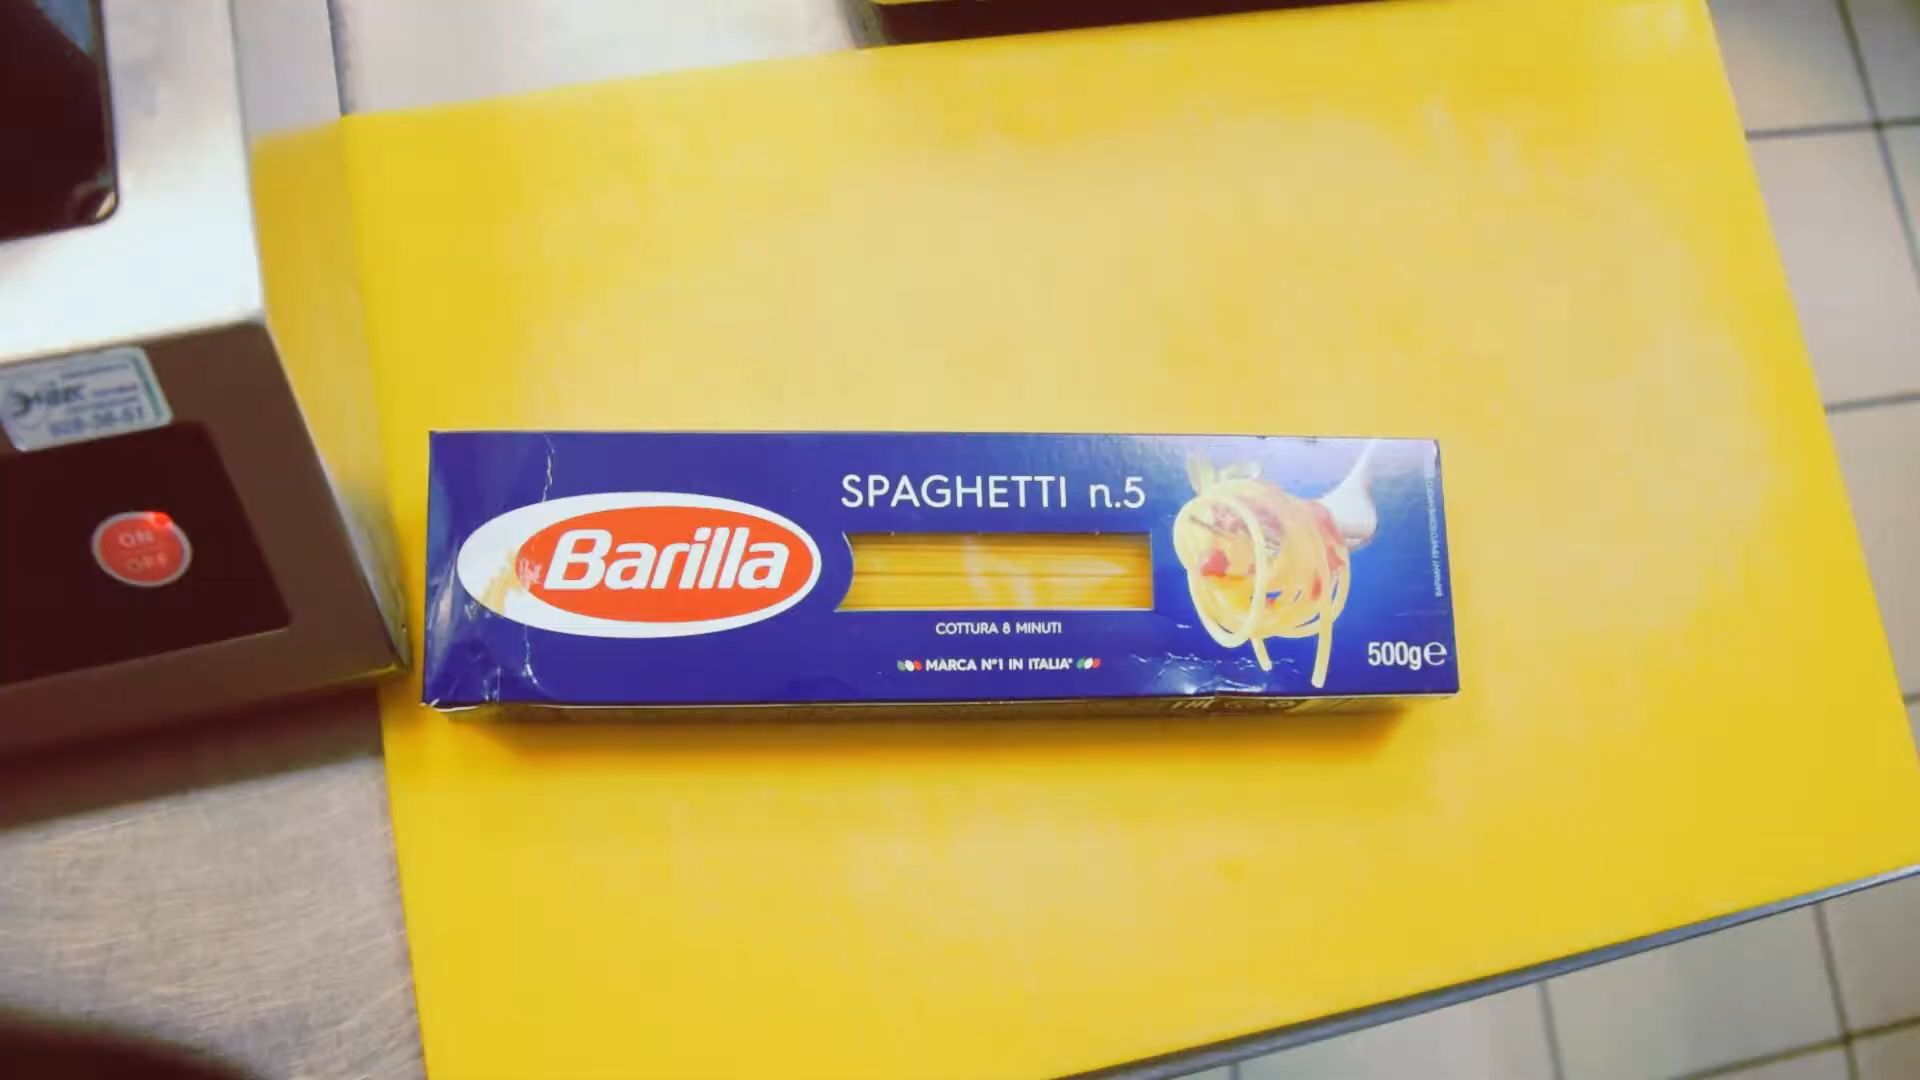 SPAGHETTI n.5
Barilla
COTTURA 8 MINUTI
MARCA N°1 IN ITALIA*
500g℮
ON
OFF